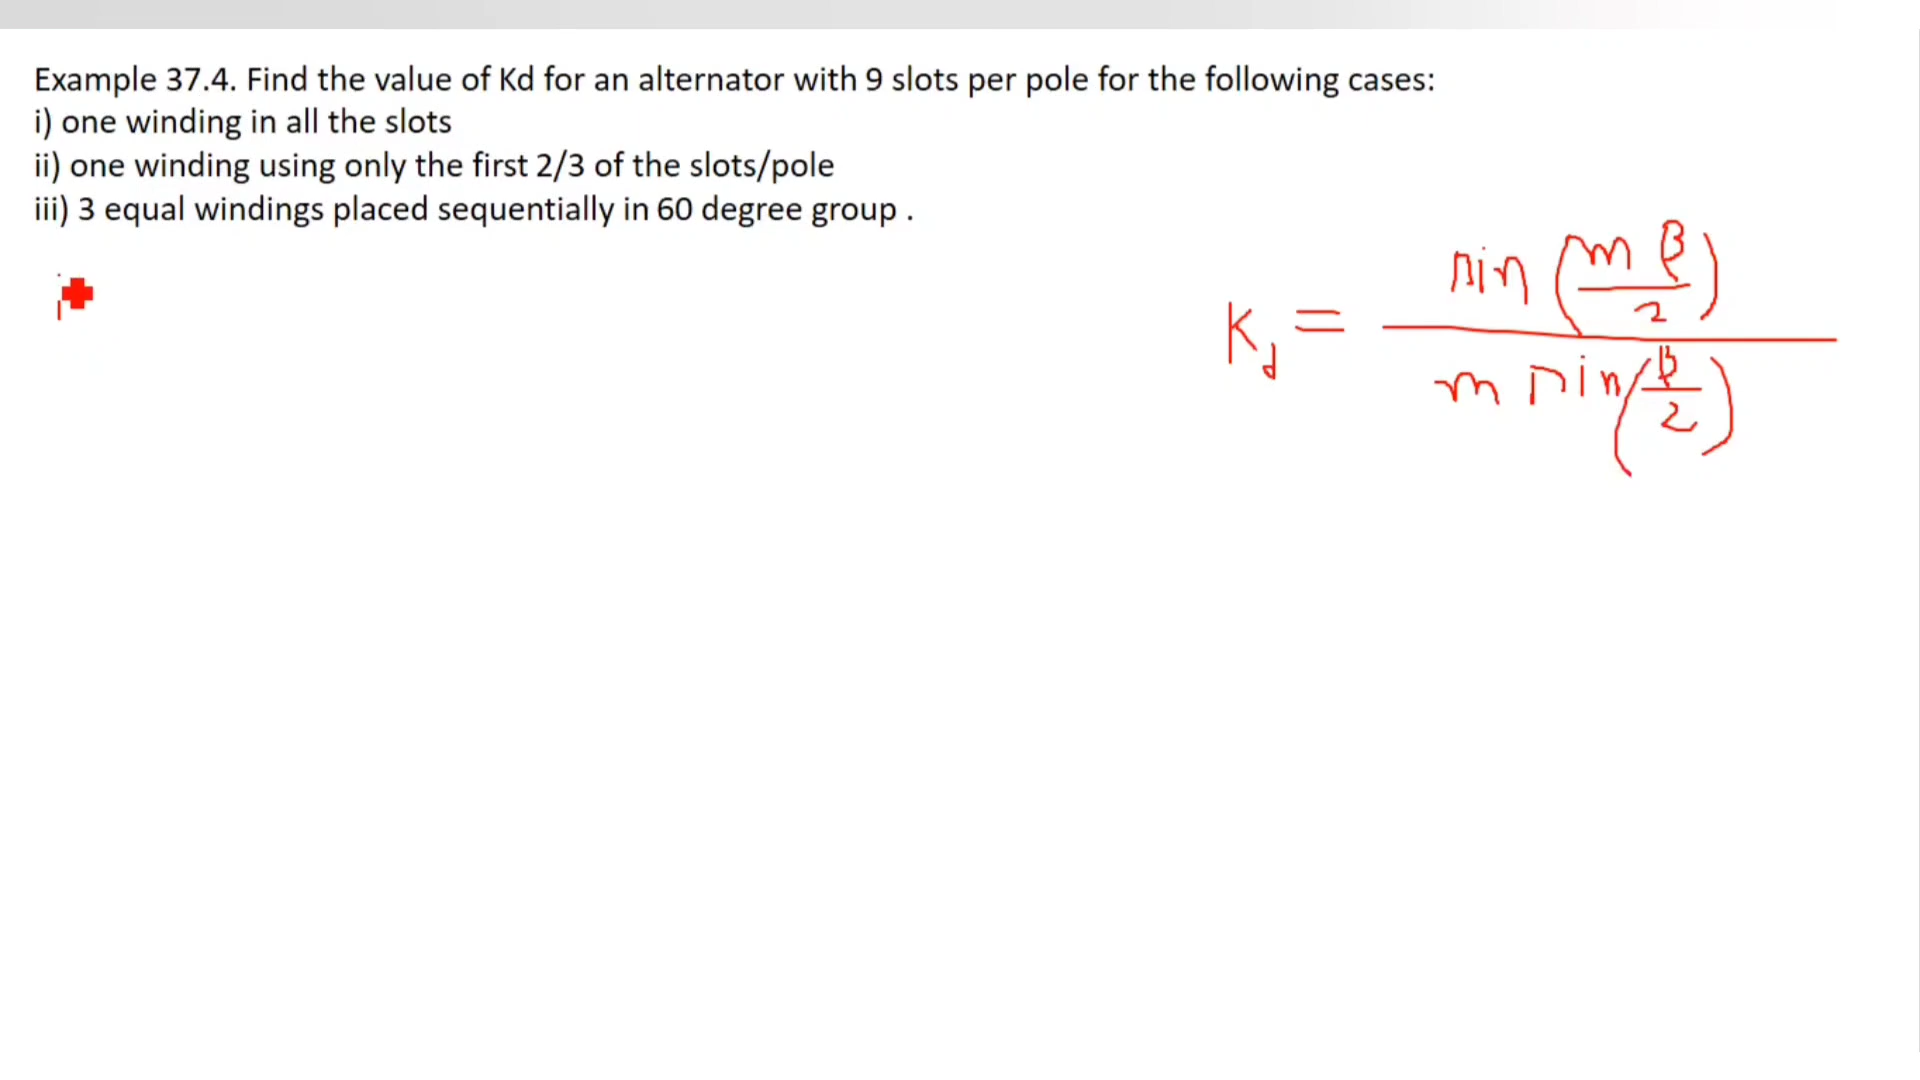 Example 37.4. Find the value of Kd for an alternator with 9 slots per pole for the following cases:
i) one winding in all the slots
ii) one winding using only the first 2/3 of the slots/pole
iii) 3 equal windings placed sequentially in 60 degree group .
K_d = sin(mβ/2) / m sin(β/2)
i